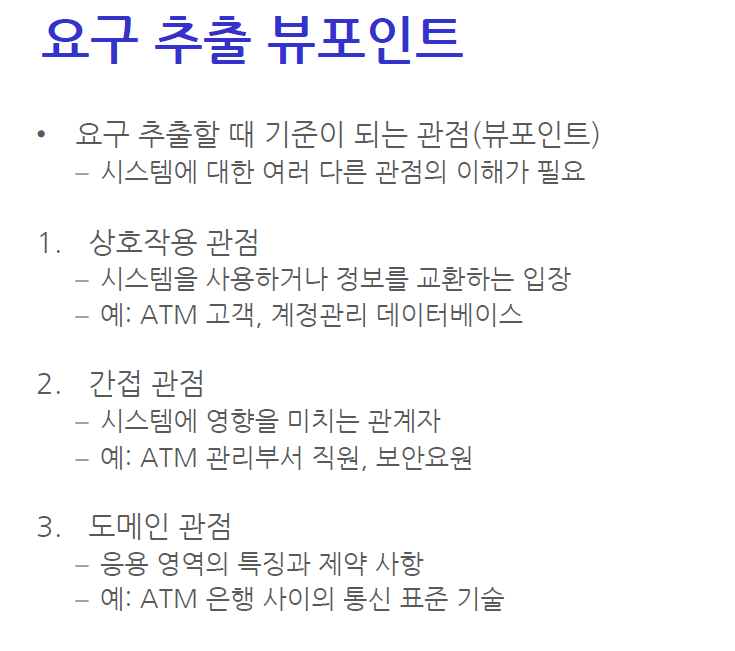 요구 추출 뷰포인트
• 요구 추출할 때 기준이 되는 관점(뷰포인트)
– 시스템에 대한 여러 다른 관점의 이해가 필요
1. 상호작용 관점
– 시스템을 사용하거나 정보를 교환하는 입장
– 예: ATM 고객, 계정관리 데이터베이스
2. 간접 관점
– 시스템에 영향을 미치는 관계자
– 예: ATM 관리부서 직원, 보안요원
3. 도메인 관점
– 응용 영역의 특징과 제약 사항
– 예: ATM 은행 사이의 통신 표준 기술